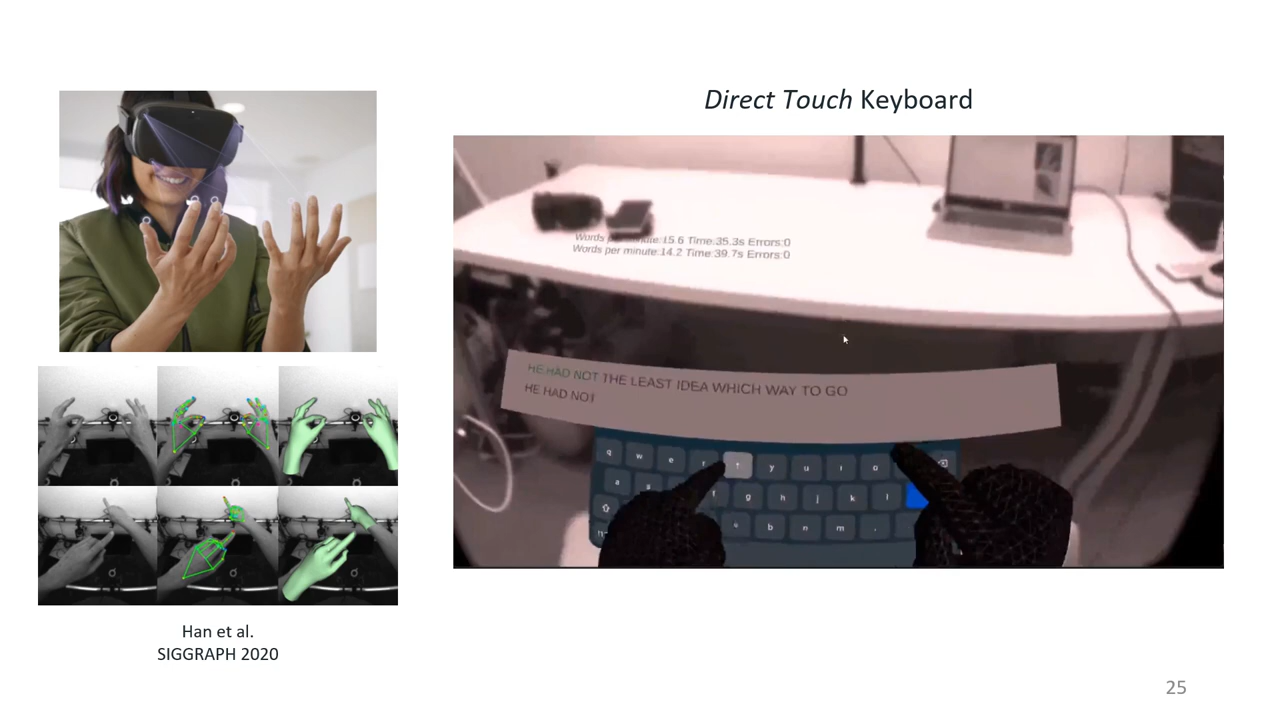 Direct Touch Keyboard
Words minute:15.6 Time:35.3s Errors:0
Words per minute:14.2 Time:39.7s Errors:0
HE HAD NOT THE LEAST IDEA WHICH WAY TO GO
HE HAD NOT
q w e r t y u i o
a s f g h j k l
b n m .
Han et al.
SIGGRAPH 2020
25